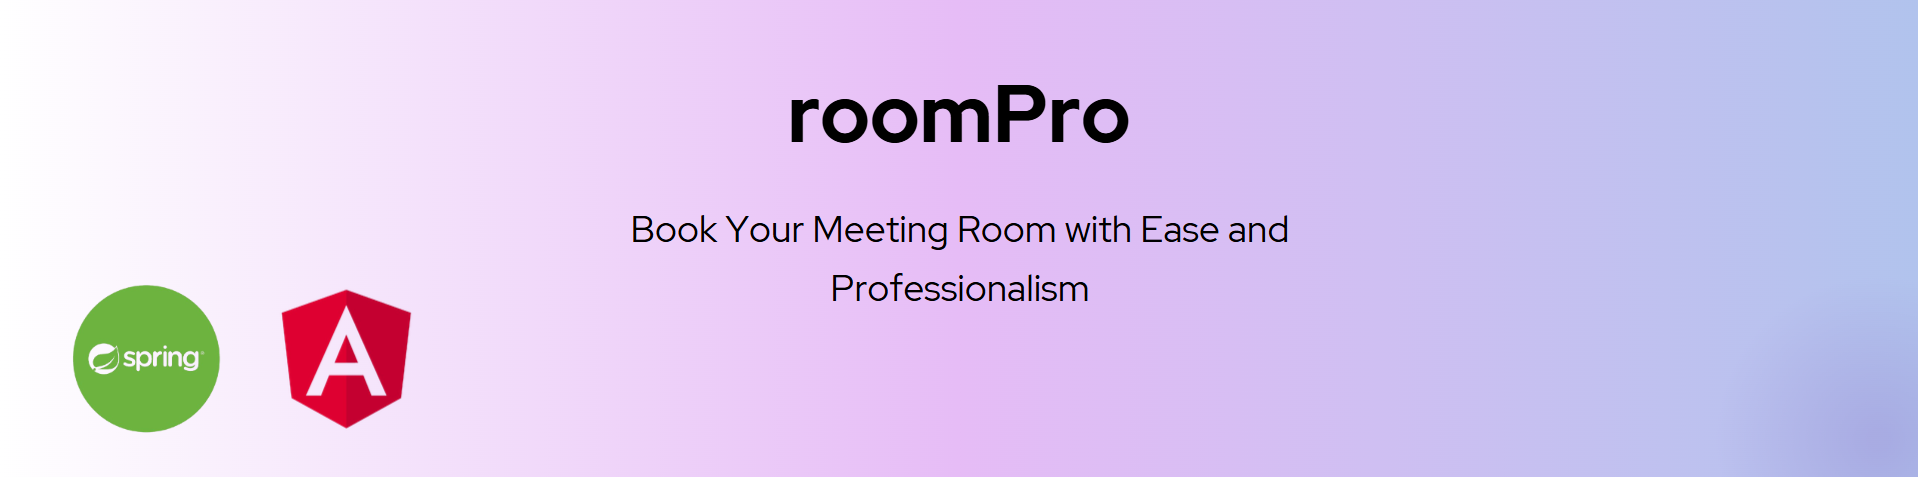 roomPro
Book Your Meeting Room with Ease and
Professionalism
spring
A